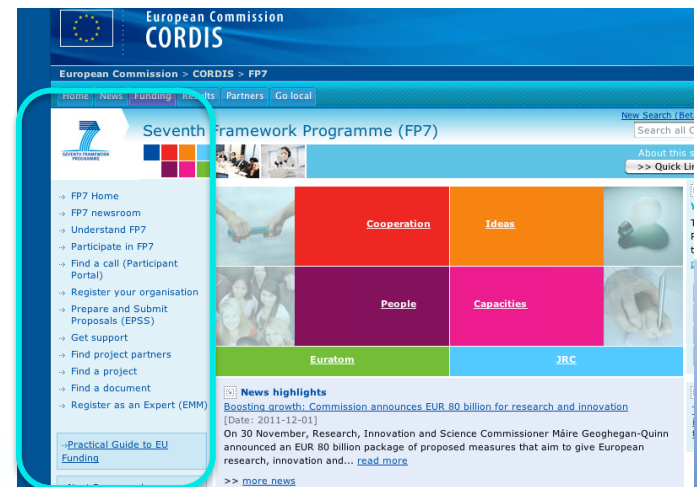 European Commission
CORDIS
European Commission > CORDIS > FP7
Home News Funding Results Partners Go local
New Search (Bet
Seventh Framework Programme (FP7)
Search all C
7
SEVENTH FRAMEWORK
PROGRAMME
About this s
>> Quick Lin
FP7 Home
FP7 newsroom
Understand FP7
Participate in FP7
Find a call (Participant
Portal)
Register your organisation
Prepare and Submit
Proposals (EPSS)
Get support
Find project partners
Find a project
Find a document
Register as an Expert (EMM)
Practical Guide to EU
Funding
Cooperation
Ideas
People
Capacities
Euratom
JRC
News highlights
Boosting growth: Commission announces EUR 80 billion for research and innovation
[Date: 2011-12-01]
On 30 November, Research, Innovation and Science Commissioner Máire Geoghegan-Quinn
announced an EUR 80 billion package of proposed measures that aim to give European
research, innovation and... read more
>> more news